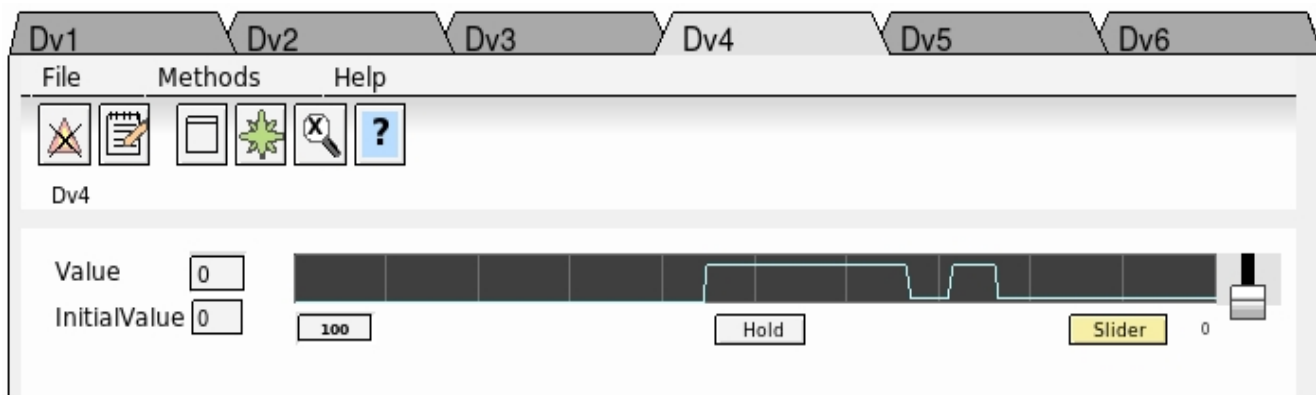 Dv1 Dv2 Dv3 Dv4 Dv5 Dv6
File Methods Help
X ?
Dv4
Value 0
InitialValue 0
100 Hold Slider 0